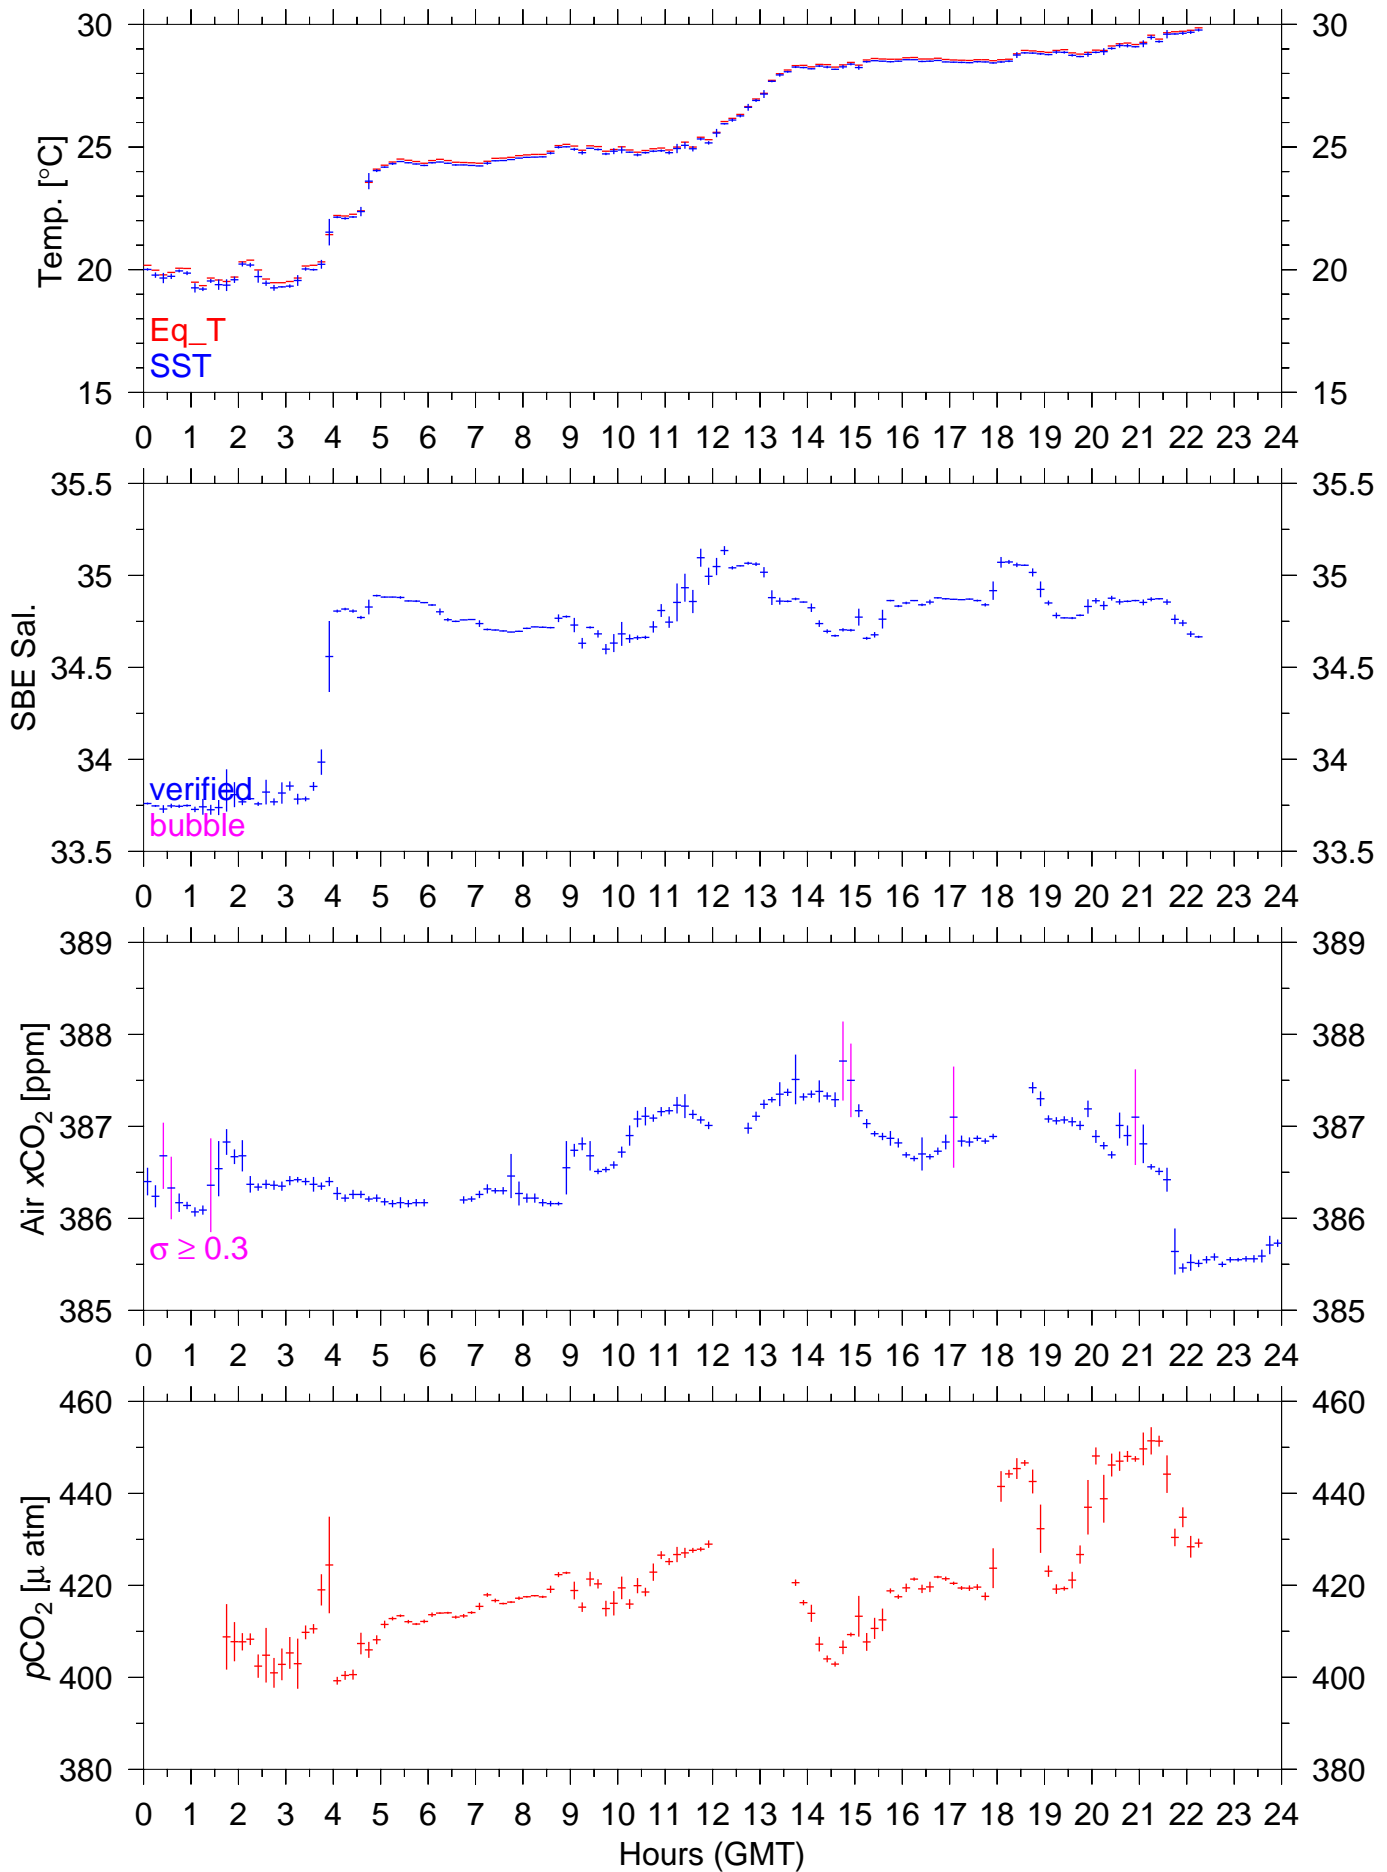 30 30
25 25
20 20
15 15
Temp. [°C]
Eq_T
SST
0 1 2 3 4 5 6 7 8 9 10 11 12 13 14 15 16 17 18 19 20 21 22 23 24
35.5 35.5
35 35
34.5 34.5
34 34
33.5 33.5
SBE Sal.
verified
bubble
0 1 2 3 4 5 6 7 8 9 10 11 12 13 14 15 16 17 18 19 20 21 22 23 24
389 389
388 388
387 387
386 386
385 385
Air xCO₂ [ppm]
σ ≥ 0.3
0 1 2 3 4 5 6 7 8 9 10 11 12 13 14 15 16 17 18 19 20 21 22 23 24
460 460
440 440
420 420
400 400
380 380
pCO₂ [μ atm]
0 1 2 3 4 5 6 7 8 9 10 11 12 13 14 15 16 17 18 19 20 21 22 23 24
Hours (GMT)